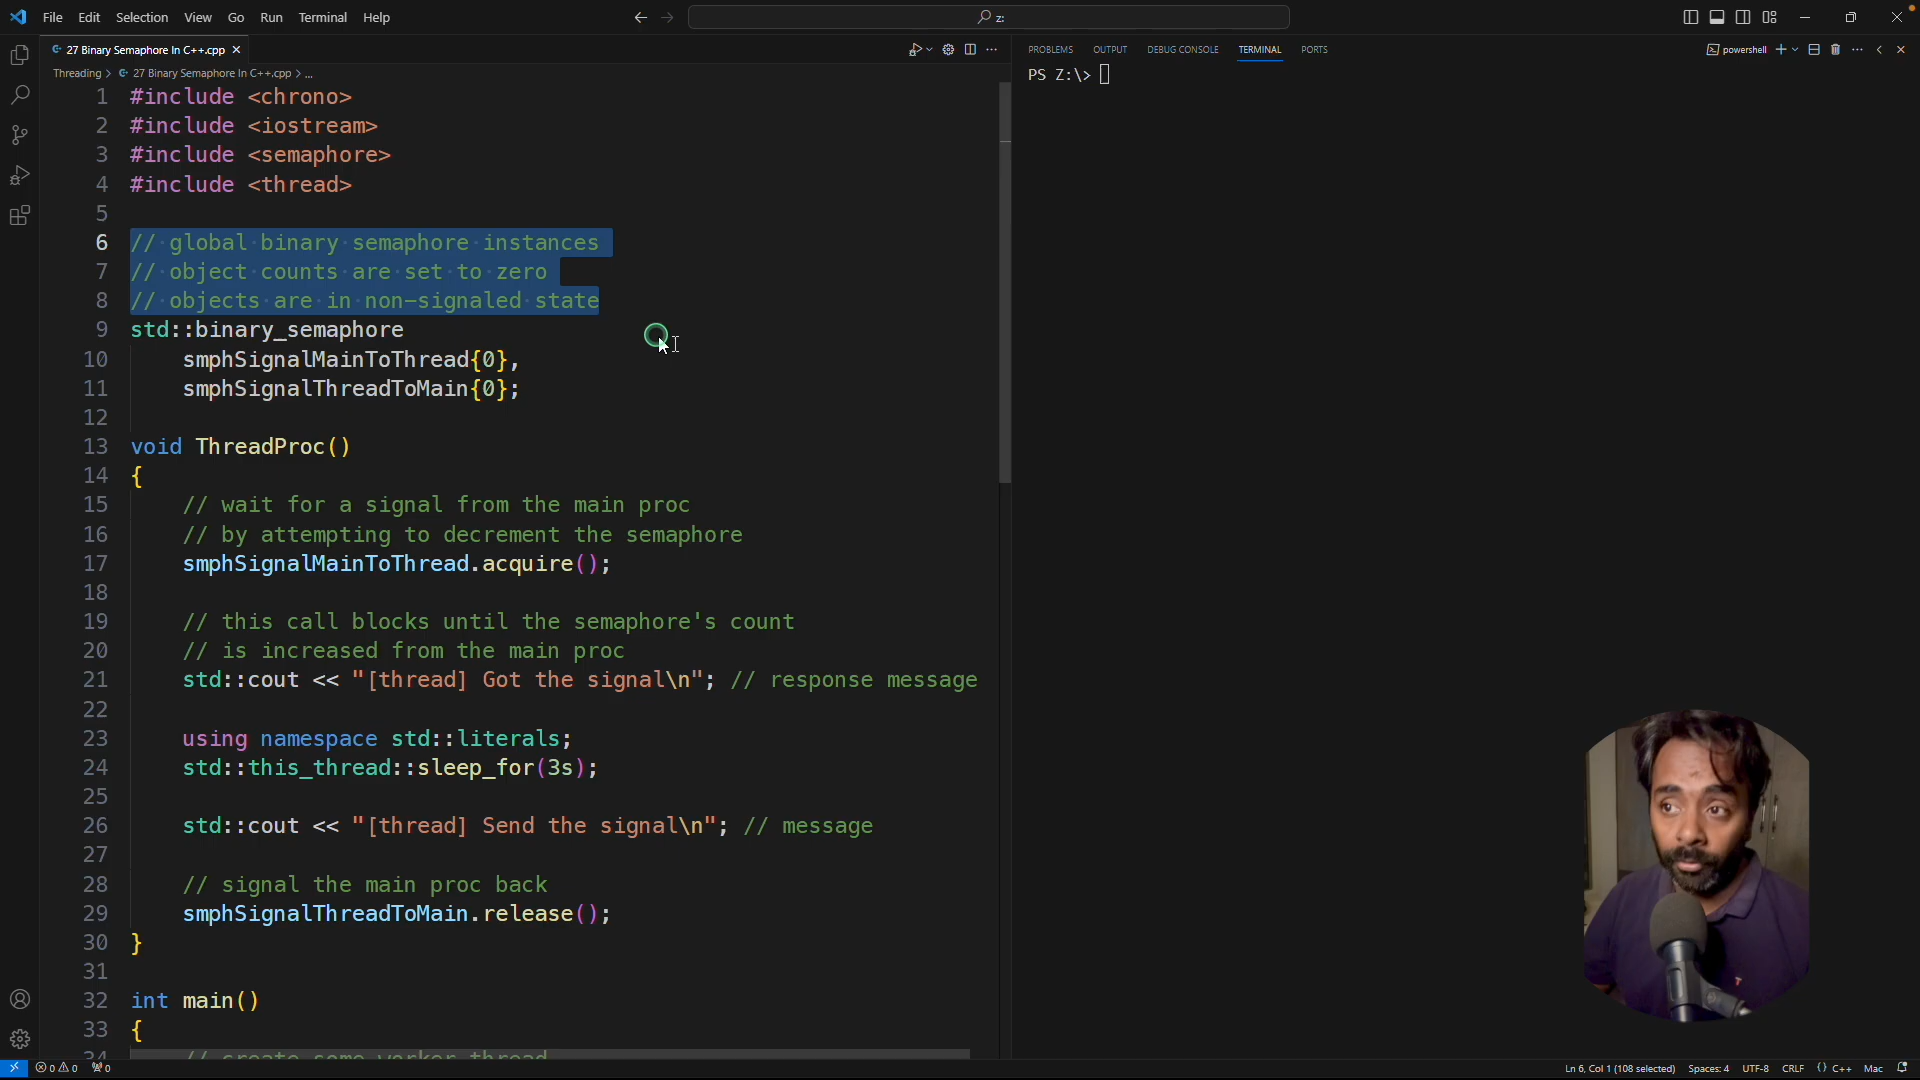 File Edit Selection View Go Run Terminal Help
z:
27 Binary Semaphore In C++.cpp
Threading > 27 Binary Semaphore In C++.cpp > ...
PROBLEMS OUTPUT DEBUG CONSOLE TERMINAL PORTS
powershell
PS Z:\>
1 #include <chrono>
2 #include <iostream>
3 #include <semaphore>
4 #include <thread>
5
6 // global binary semaphore instances
7 // object counts are set to zero
8 // objects are in non-signaled state
9 std::binary_semaphore
10 smphSignalMainToThread{0},
11 smphSignalThreadToMain{0};
12
13 void ThreadProc()
14 {
15 // wait for a signal from the main proc
16 // by attempting to decrement the semaphore
17 smphSignalMainToThread.acquire();
18
19 // this call blocks until the semaphore's count
20 // is increased from the main proc
21 std::cout << "[thread] Got the signal\n"; // response message
22
23 using namespace std::literals;
24 std::this_thread::sleep_for(3s);
25
26 std::cout << "[thread] Send the signal\n"; // message
27
28 // signal the main proc back
29 smphSignalThreadToMain.release();
30 }
31
32 int main()
33 {
34 // create some worker thread
0 0 0
Ln 6, Col 1 (108 selected) Spaces: 4 UTF-8 CRLF {} C++ Mac